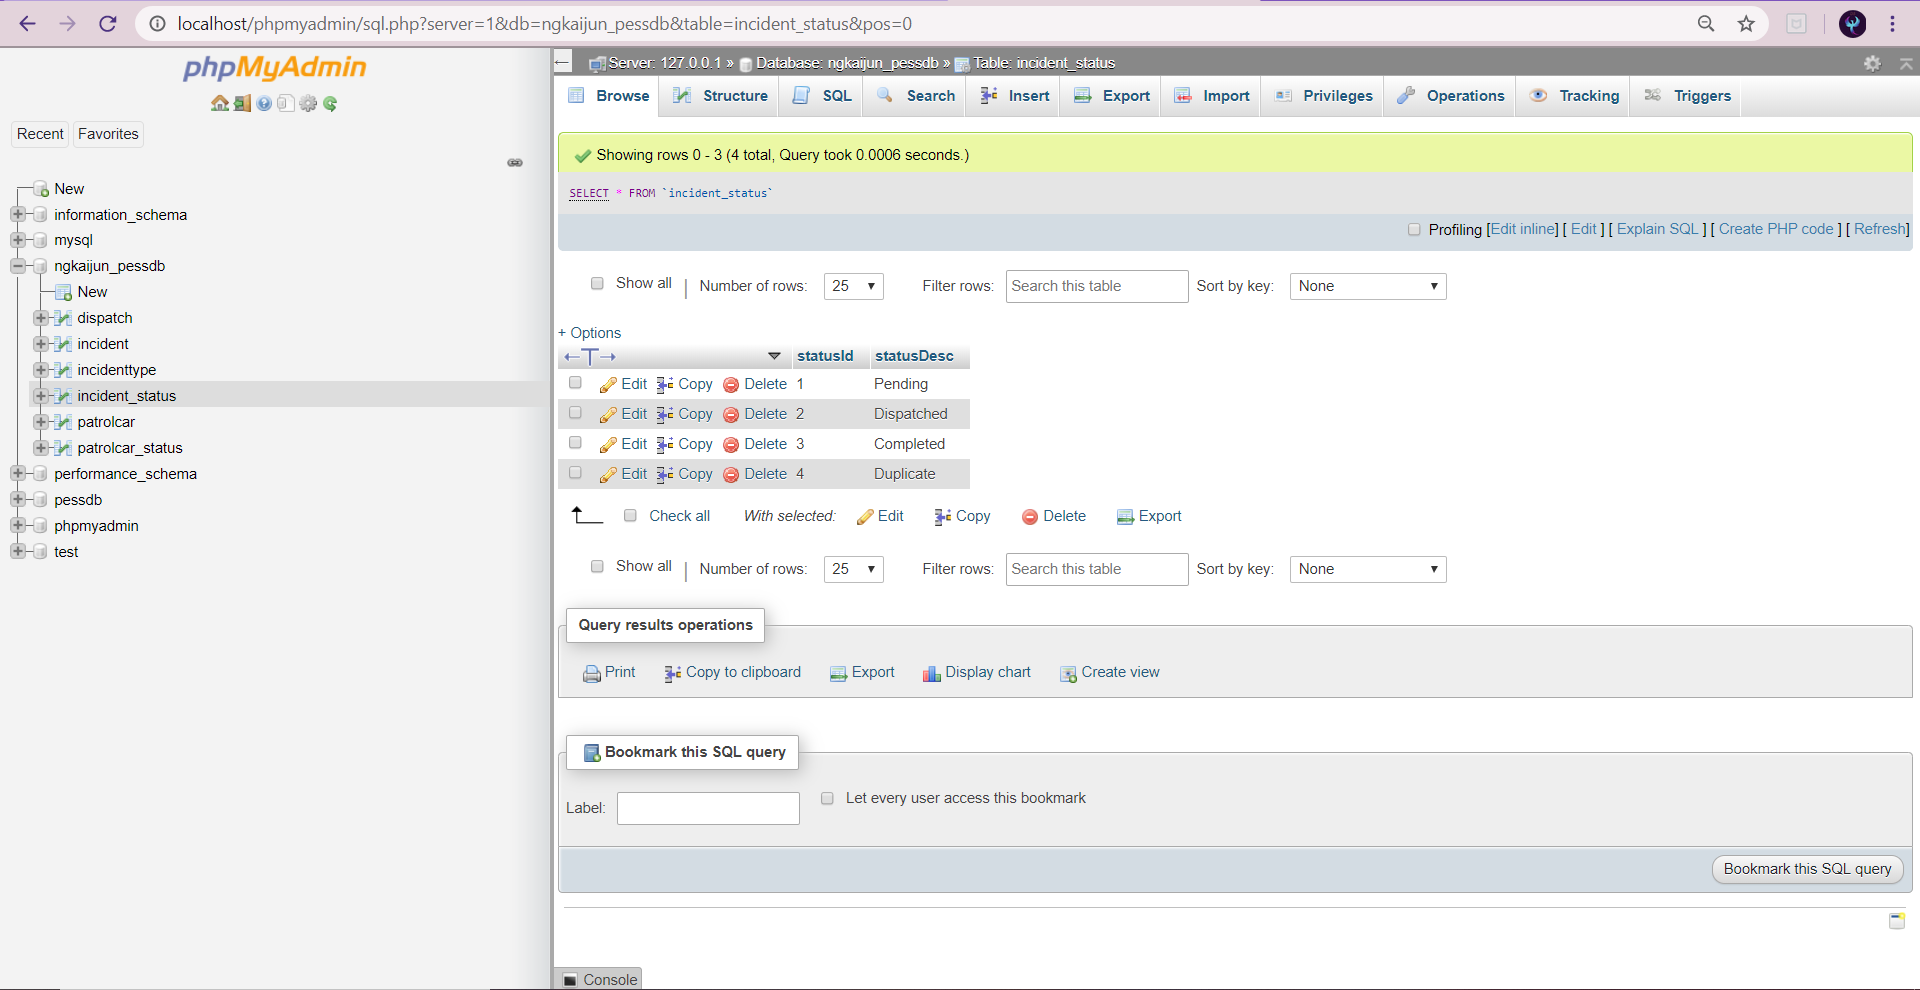 localhost/phpmyadmin/sql.php?server=1&db=ngkaijun_pessdb&table=incident_status&pos=0
phpMyAdmin
Recent Favorites
New
information_schema
mysql
ngkaijun_pessdb
New
dispatch
incident
incidenttype
incident_status
patrolcar
patrolcar_status
performance_schema
pessdb
phpmyadmin
test
Server: 127.0.0.1 » Database: ngkaijun_pessdb » Table: incident_status
Browse Structure SQL Search Insert Export Import Privileges Operations Tracking Triggers
Showing rows 0 - 3 (4 total, Query took 0.0006 seconds.)
SELECT * FROM `incident_status`
Profiling [Edit inline] [ Edit ] [ Explain SQL ] [ Create PHP code ] [ Refresh]
Show all | Number of rows: 25 Filter rows: Search this table Sort by key: None
+ Options
←T→ statusId statusDesc
Edit Copy Delete 1 Pending
Edit Copy Delete 2 Dispatched
Edit Copy Delete 3 Completed
Edit Copy Delete 4 Duplicate
Check all With selected: Edit Copy Delete Export
Show all | Number of rows: 25 Filter rows: Search this table Sort by key: None
Query results operations
Print Copy to clipboard Export Display chart Create view
Bookmark this SQL query
Label: Let every user access this bookmark
Bookmark this SQL query
Console